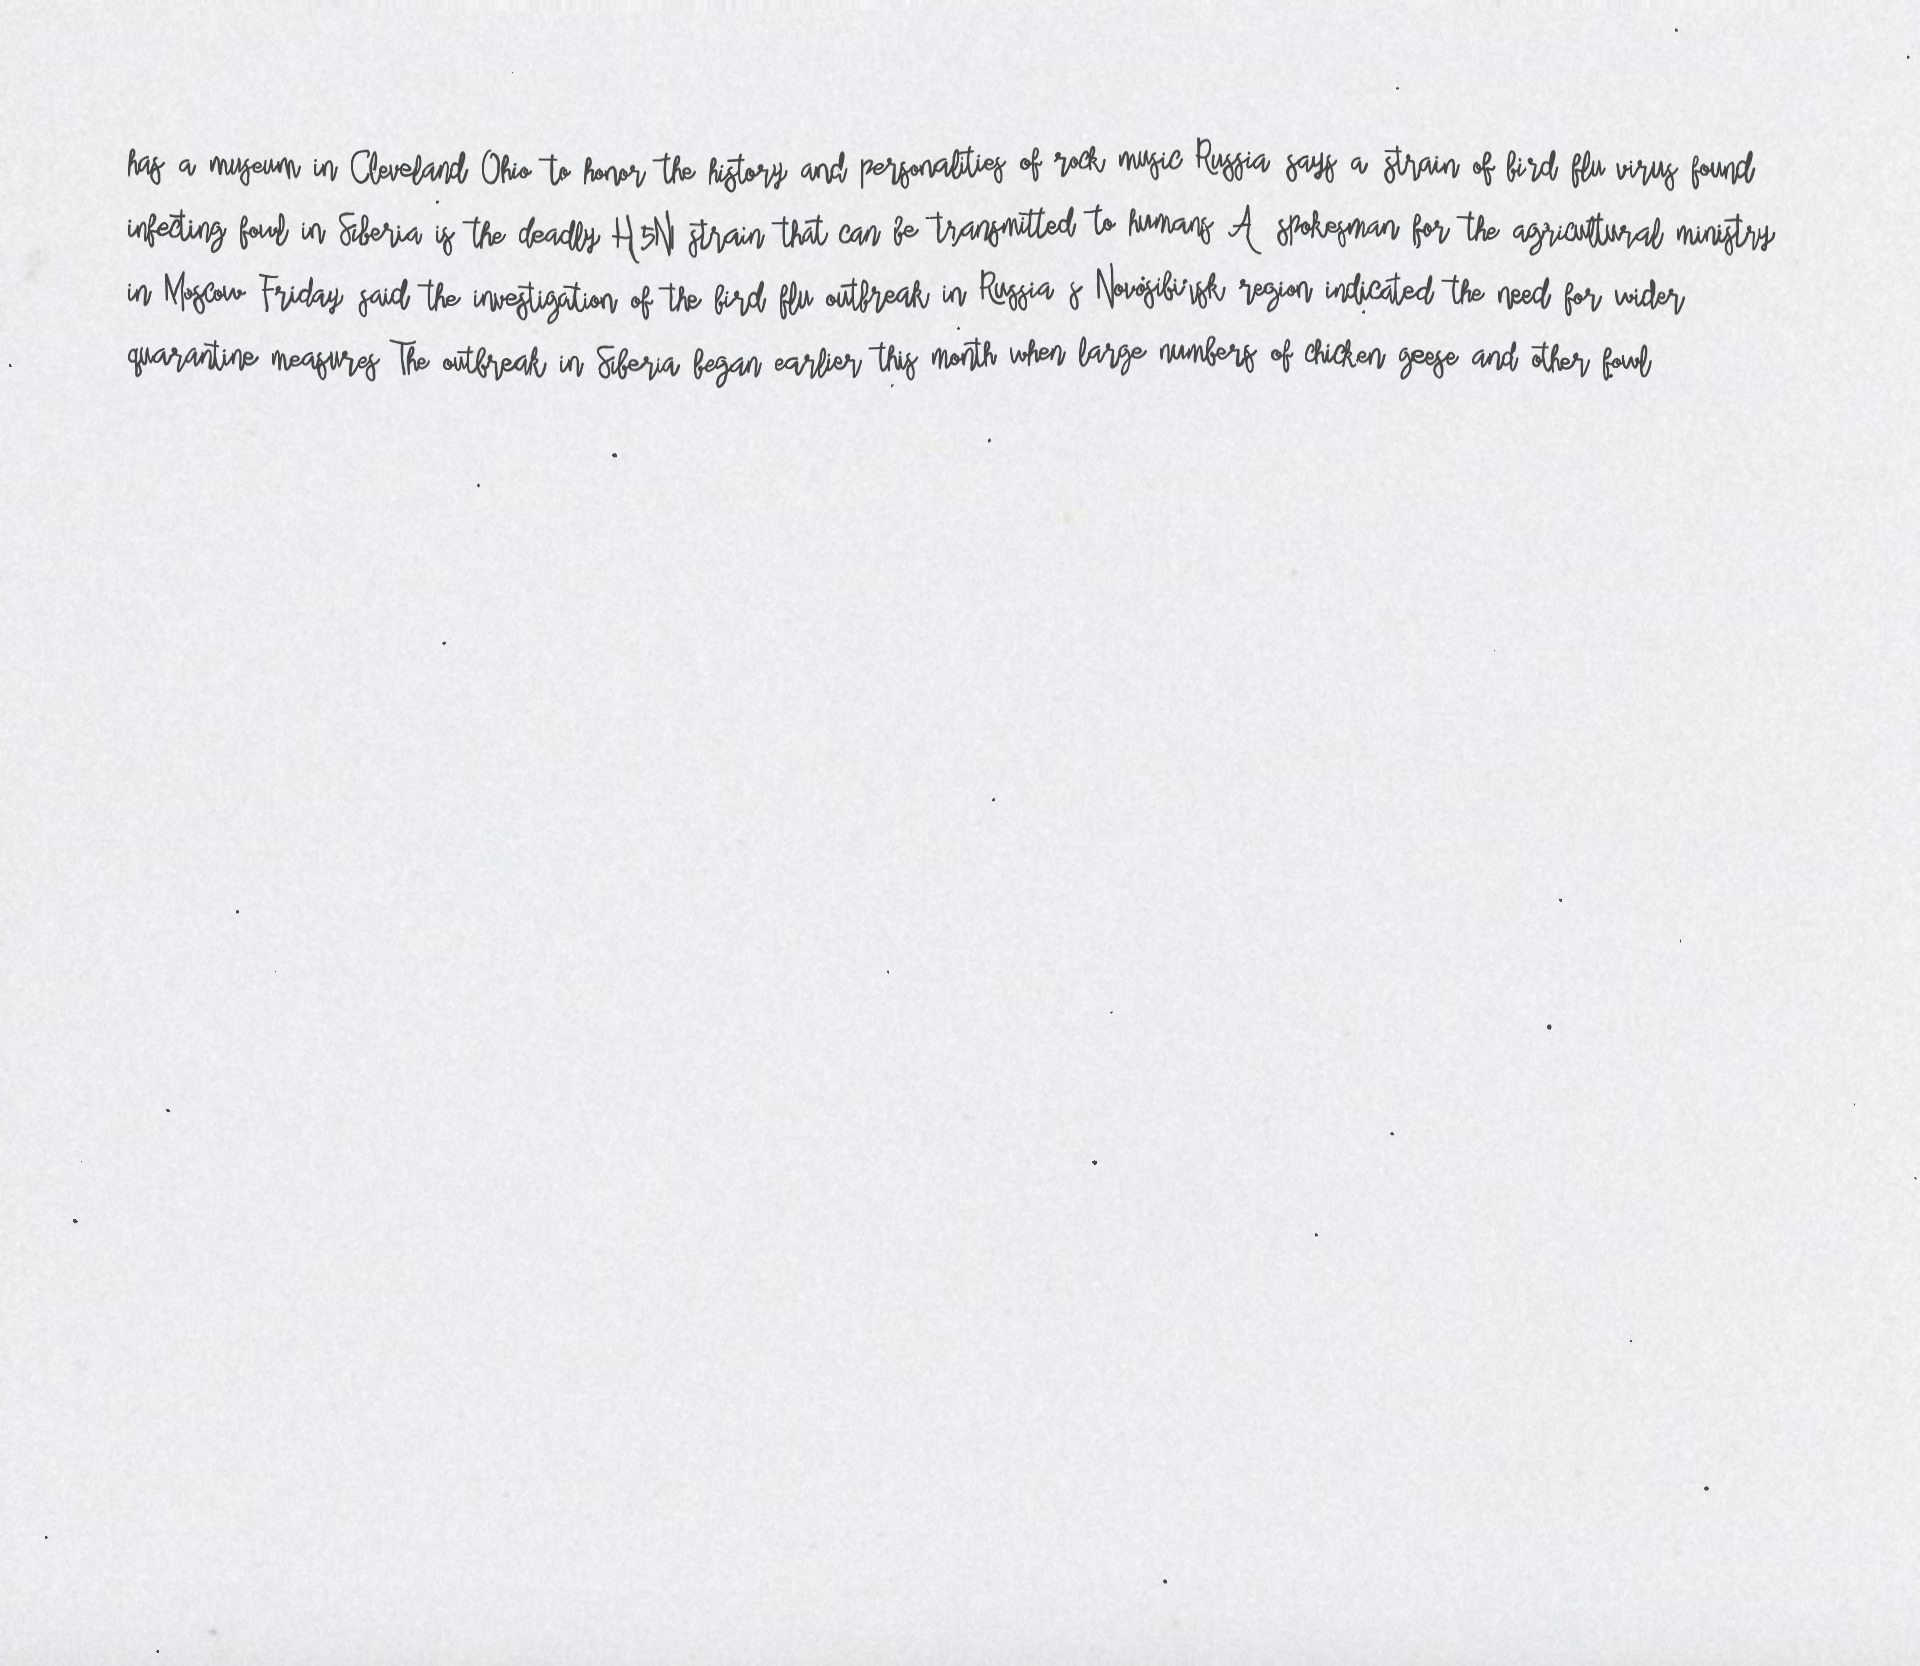 has a museum in Cleveland Ohio to honor the history and personalities of rock music Russia says a strain of bird flu virus found
infecting fowl in Siberia is the deadly H5N1 strain that can be transmitted to humans A spokesman for the agricultural ministry
in Moscow Friday said the investigation of the bird flu outbreak in Russia s Novosibirsk region indicated the need for wider
quarantine measures The outbreak in Siberia began earlier this month when large numbers of chicken geese and other fowl